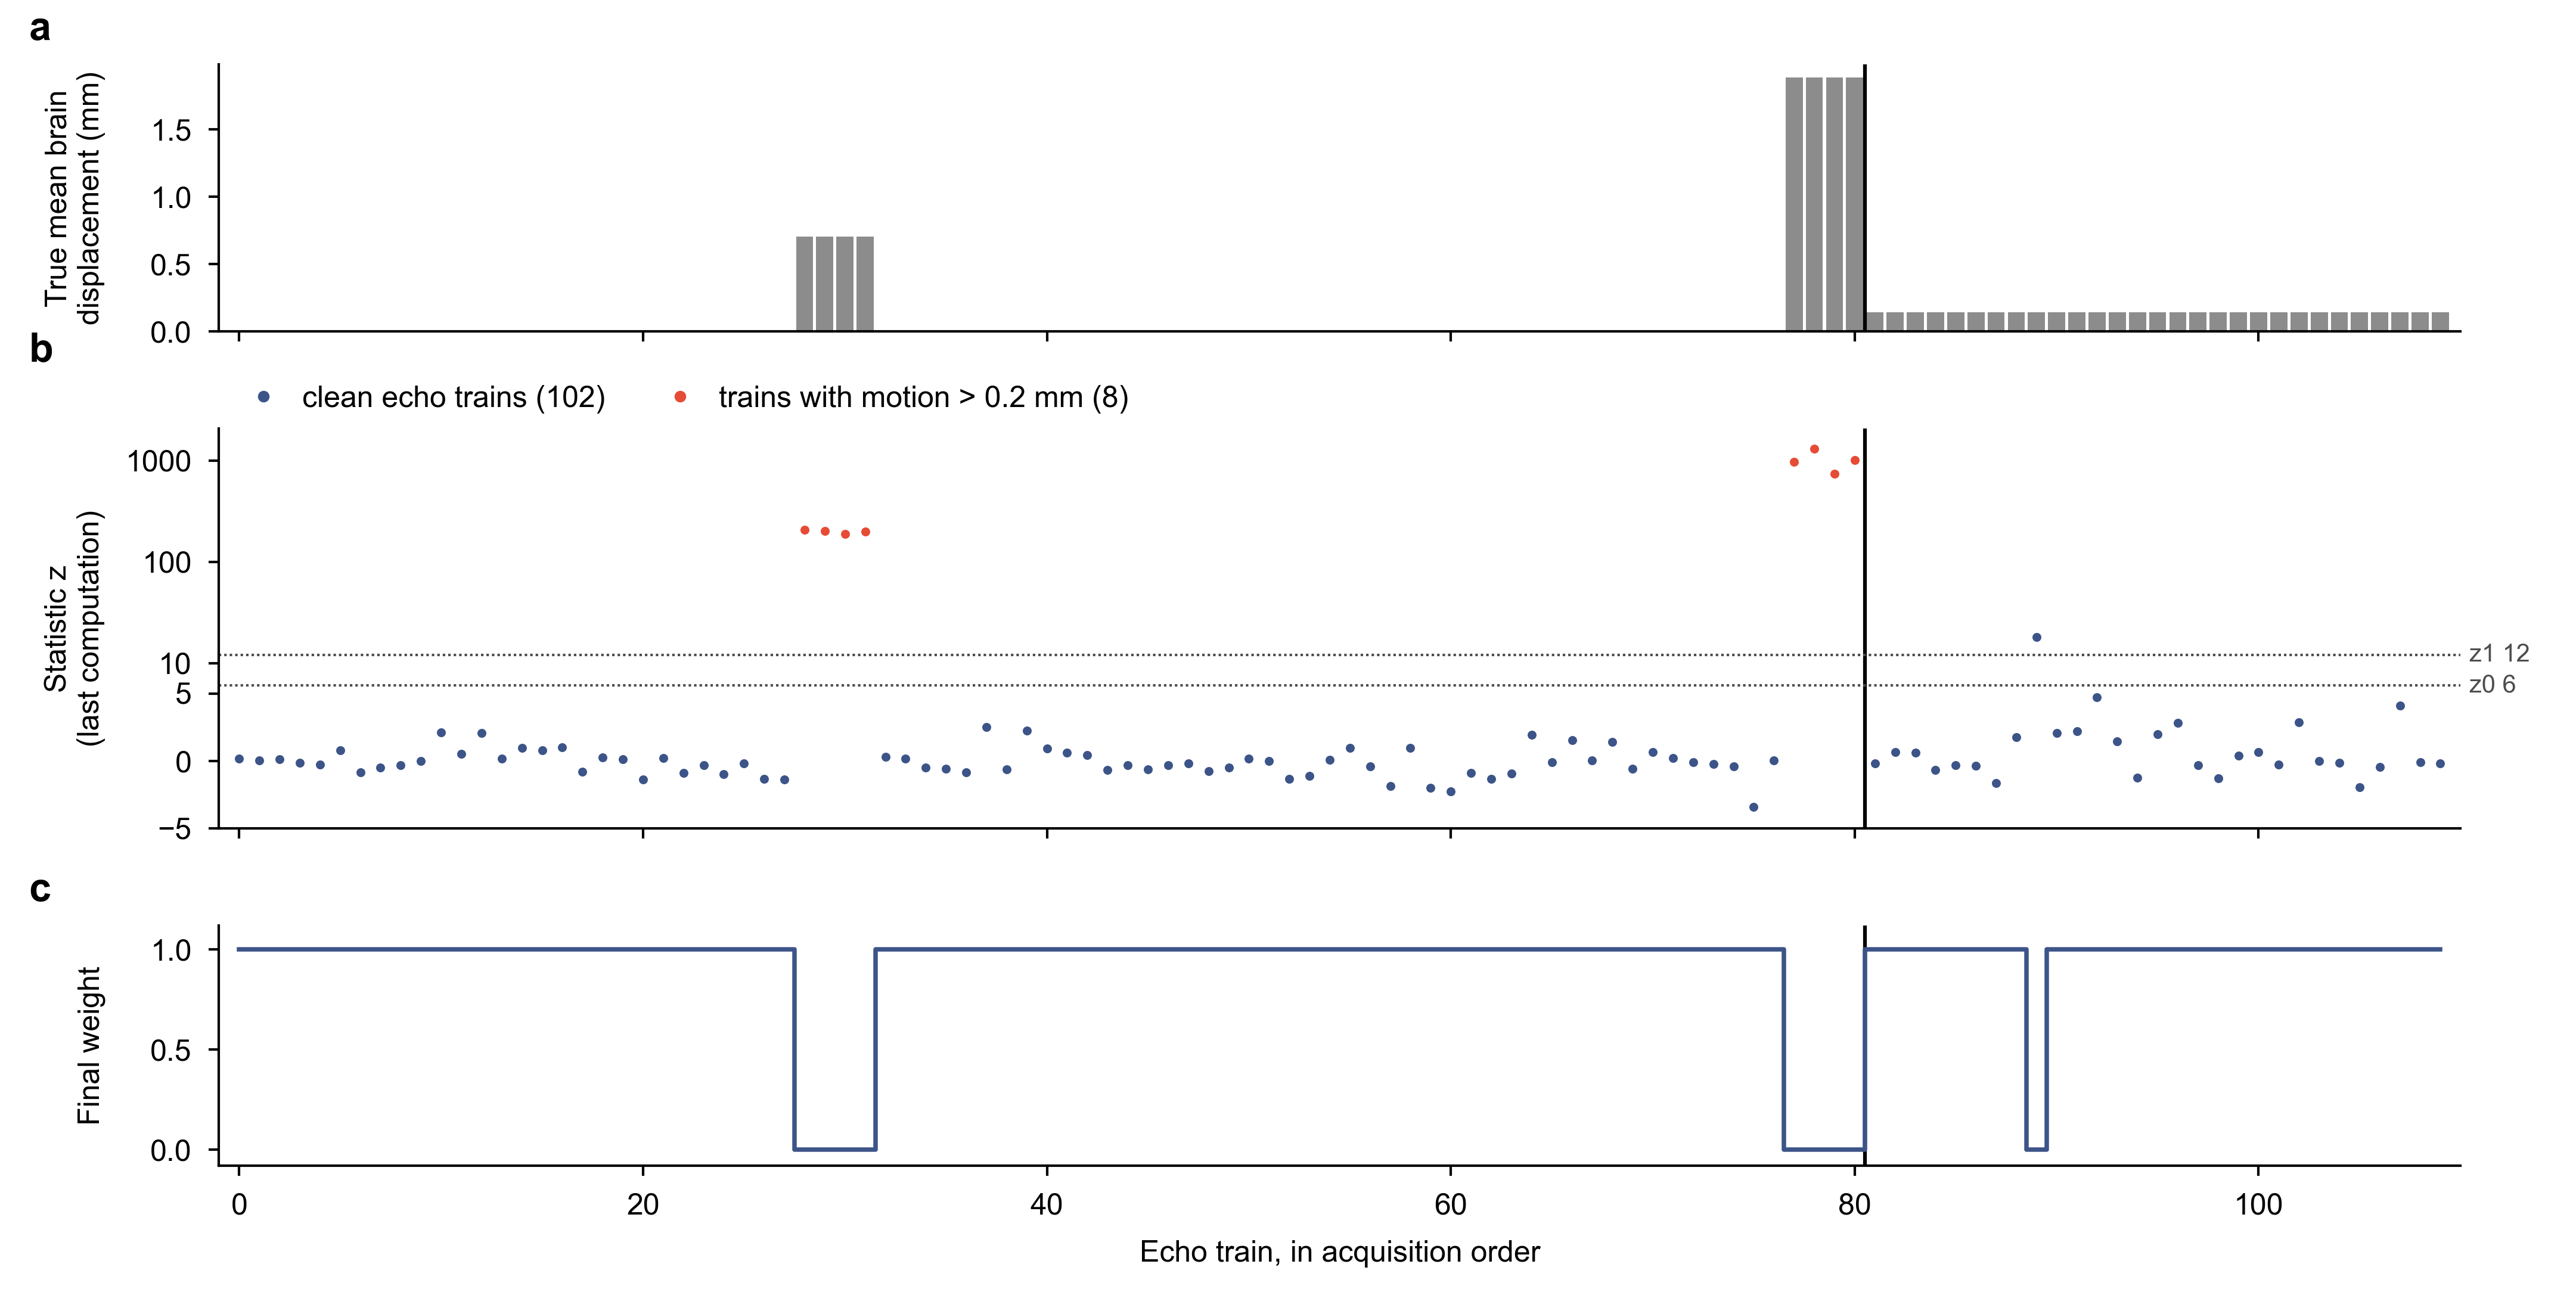 a
True mean brain
displacement (mm)
1.5
1.0
0.5
0.0
b
clean echo trains (102)
trains with motion > 0.2 mm (8)
Statistic z
(last computation)
1000
100
10
5
0
−5
z1 12
z0 6
c
Final weight
1.0
0.5
0.0
0 20 40 60 80 100
Echo train, in acquisition order